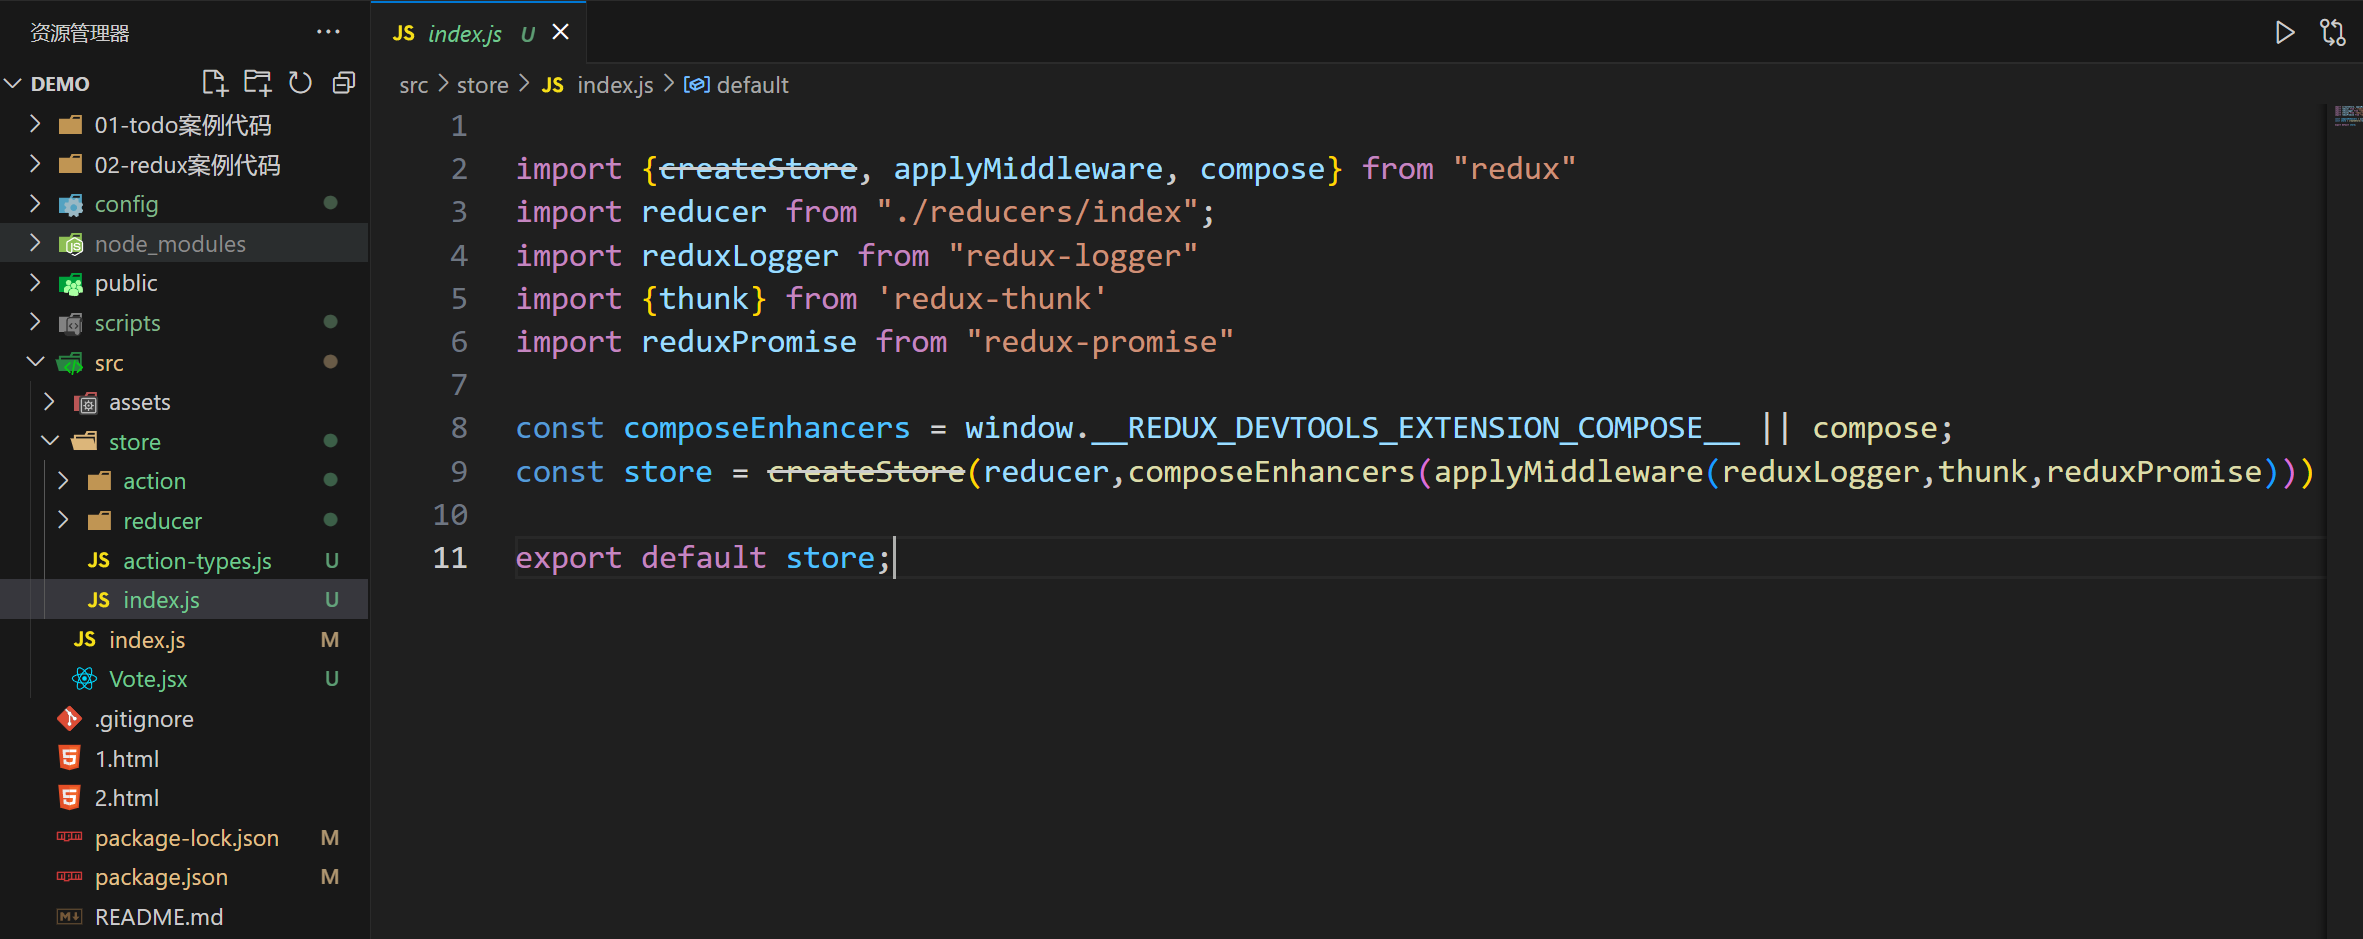 资源管理器
DEMO
01-todo案例代码
02-redux案例代码
config
node_modules
public
scripts
src
assets
store
action
reducer
action-types.js U
index.js U
index.js M
Vote.jsx U
.gitignore
1.html
2.html
package-lock.json M
package.json M
README.md
JS index.js U
src > store > JS index.js > default
1
2 import {createStore, applyMiddleware, compose} from "redux"
3 import reducer from "./reducers/index";
4 import reduxLogger from "redux-logger"
5 import {thunk} from 'redux-thunk'
6 import reduxPromise from "redux-promise"
7
8 const composeEnhancers = window.__REDUX_DEVTOOLS_EXTENSION_COMPOSE__ || compose;
9 const store = createStore(reducer,composeEnhancers(applyMiddleware(reduxLogger,thunk,reduxPromise)))
10
11 export default store;